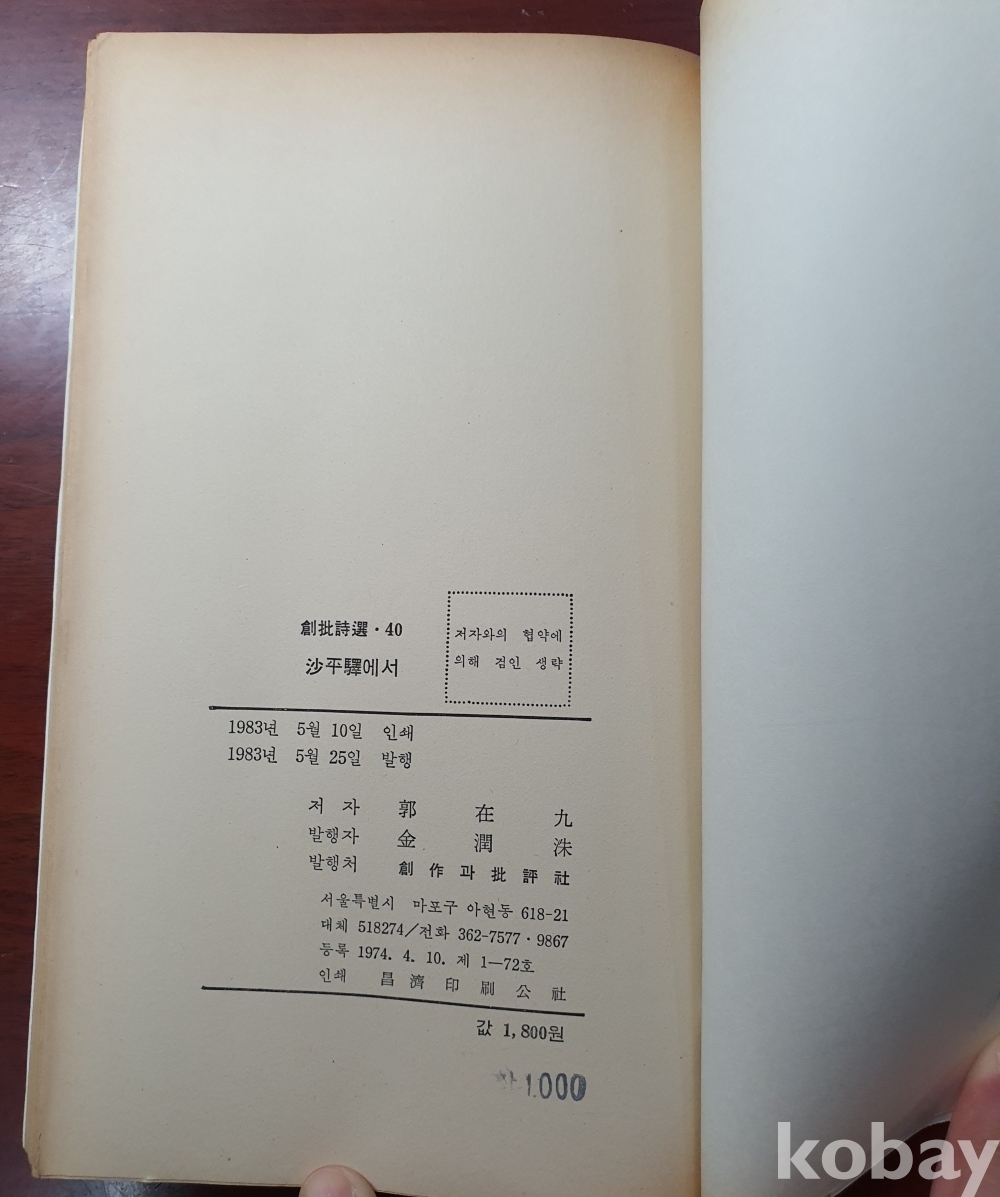 創批詩選・40
沙平驛에서
저자와의 협약에
의해 검인 생략
1983년 5월 10일 인쇄
1983년 5월 25일 발행
저 자 郭 在 九
발행자 金 潤 洙
발행처 創作과批評社
서울특별시 마포구 아현동 618-21
대체 518274/전화 362-7577・9867
등록 1974. 4. 10. 제 1—72호
인쇄 昌濟印刷公社
값 1,800원
1.000
kobay